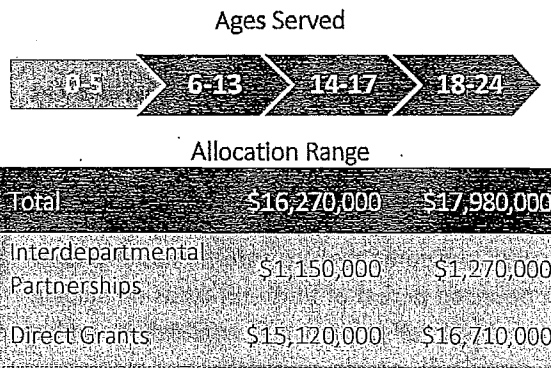 Ages Served
0-5 6-13 14-17 18-24
Allocation Range
Total $16,270,000 $17,980,000
Interdepartmental
Partnerships $1,150,000 $1,270,000
Direct Grants $15,120,000 $16,710,000